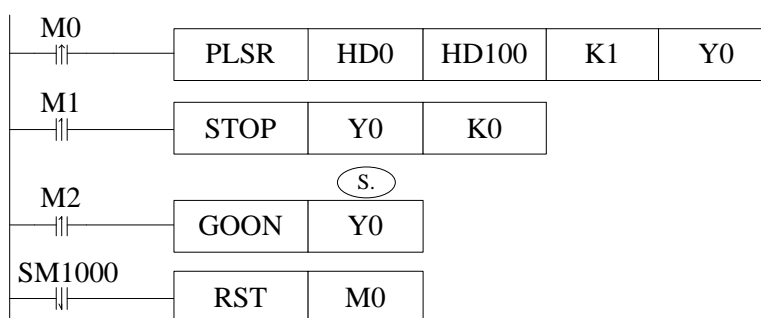 M0
PLSR HD0 HD100 K1 Y0
M1
STOP Y0 K0
S.
M2
GOON Y0
SM1000
RST M0